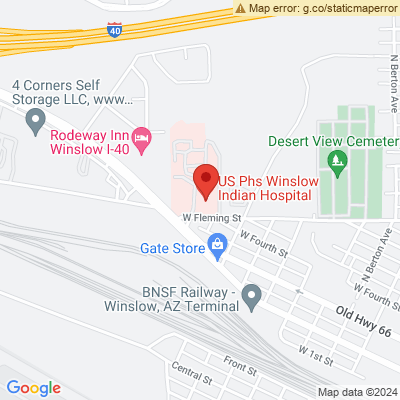 Map error: g.co/staticmaperror
40
N Berton Ave
4 Corners Self
Storage LLC, www...
Rodeway Inn
Winslow I-40
Desert View Cemeter
US Phs Winslow
Indian Hospital
W Fleming St
W Fourth St
Gate Store
N Berton Ave
BNSF Railway -
Winslow, AZ Terminal
W Fourth St
Old Hwy 66
W 1st St
Front St
Central St
Google
Map data ©2024